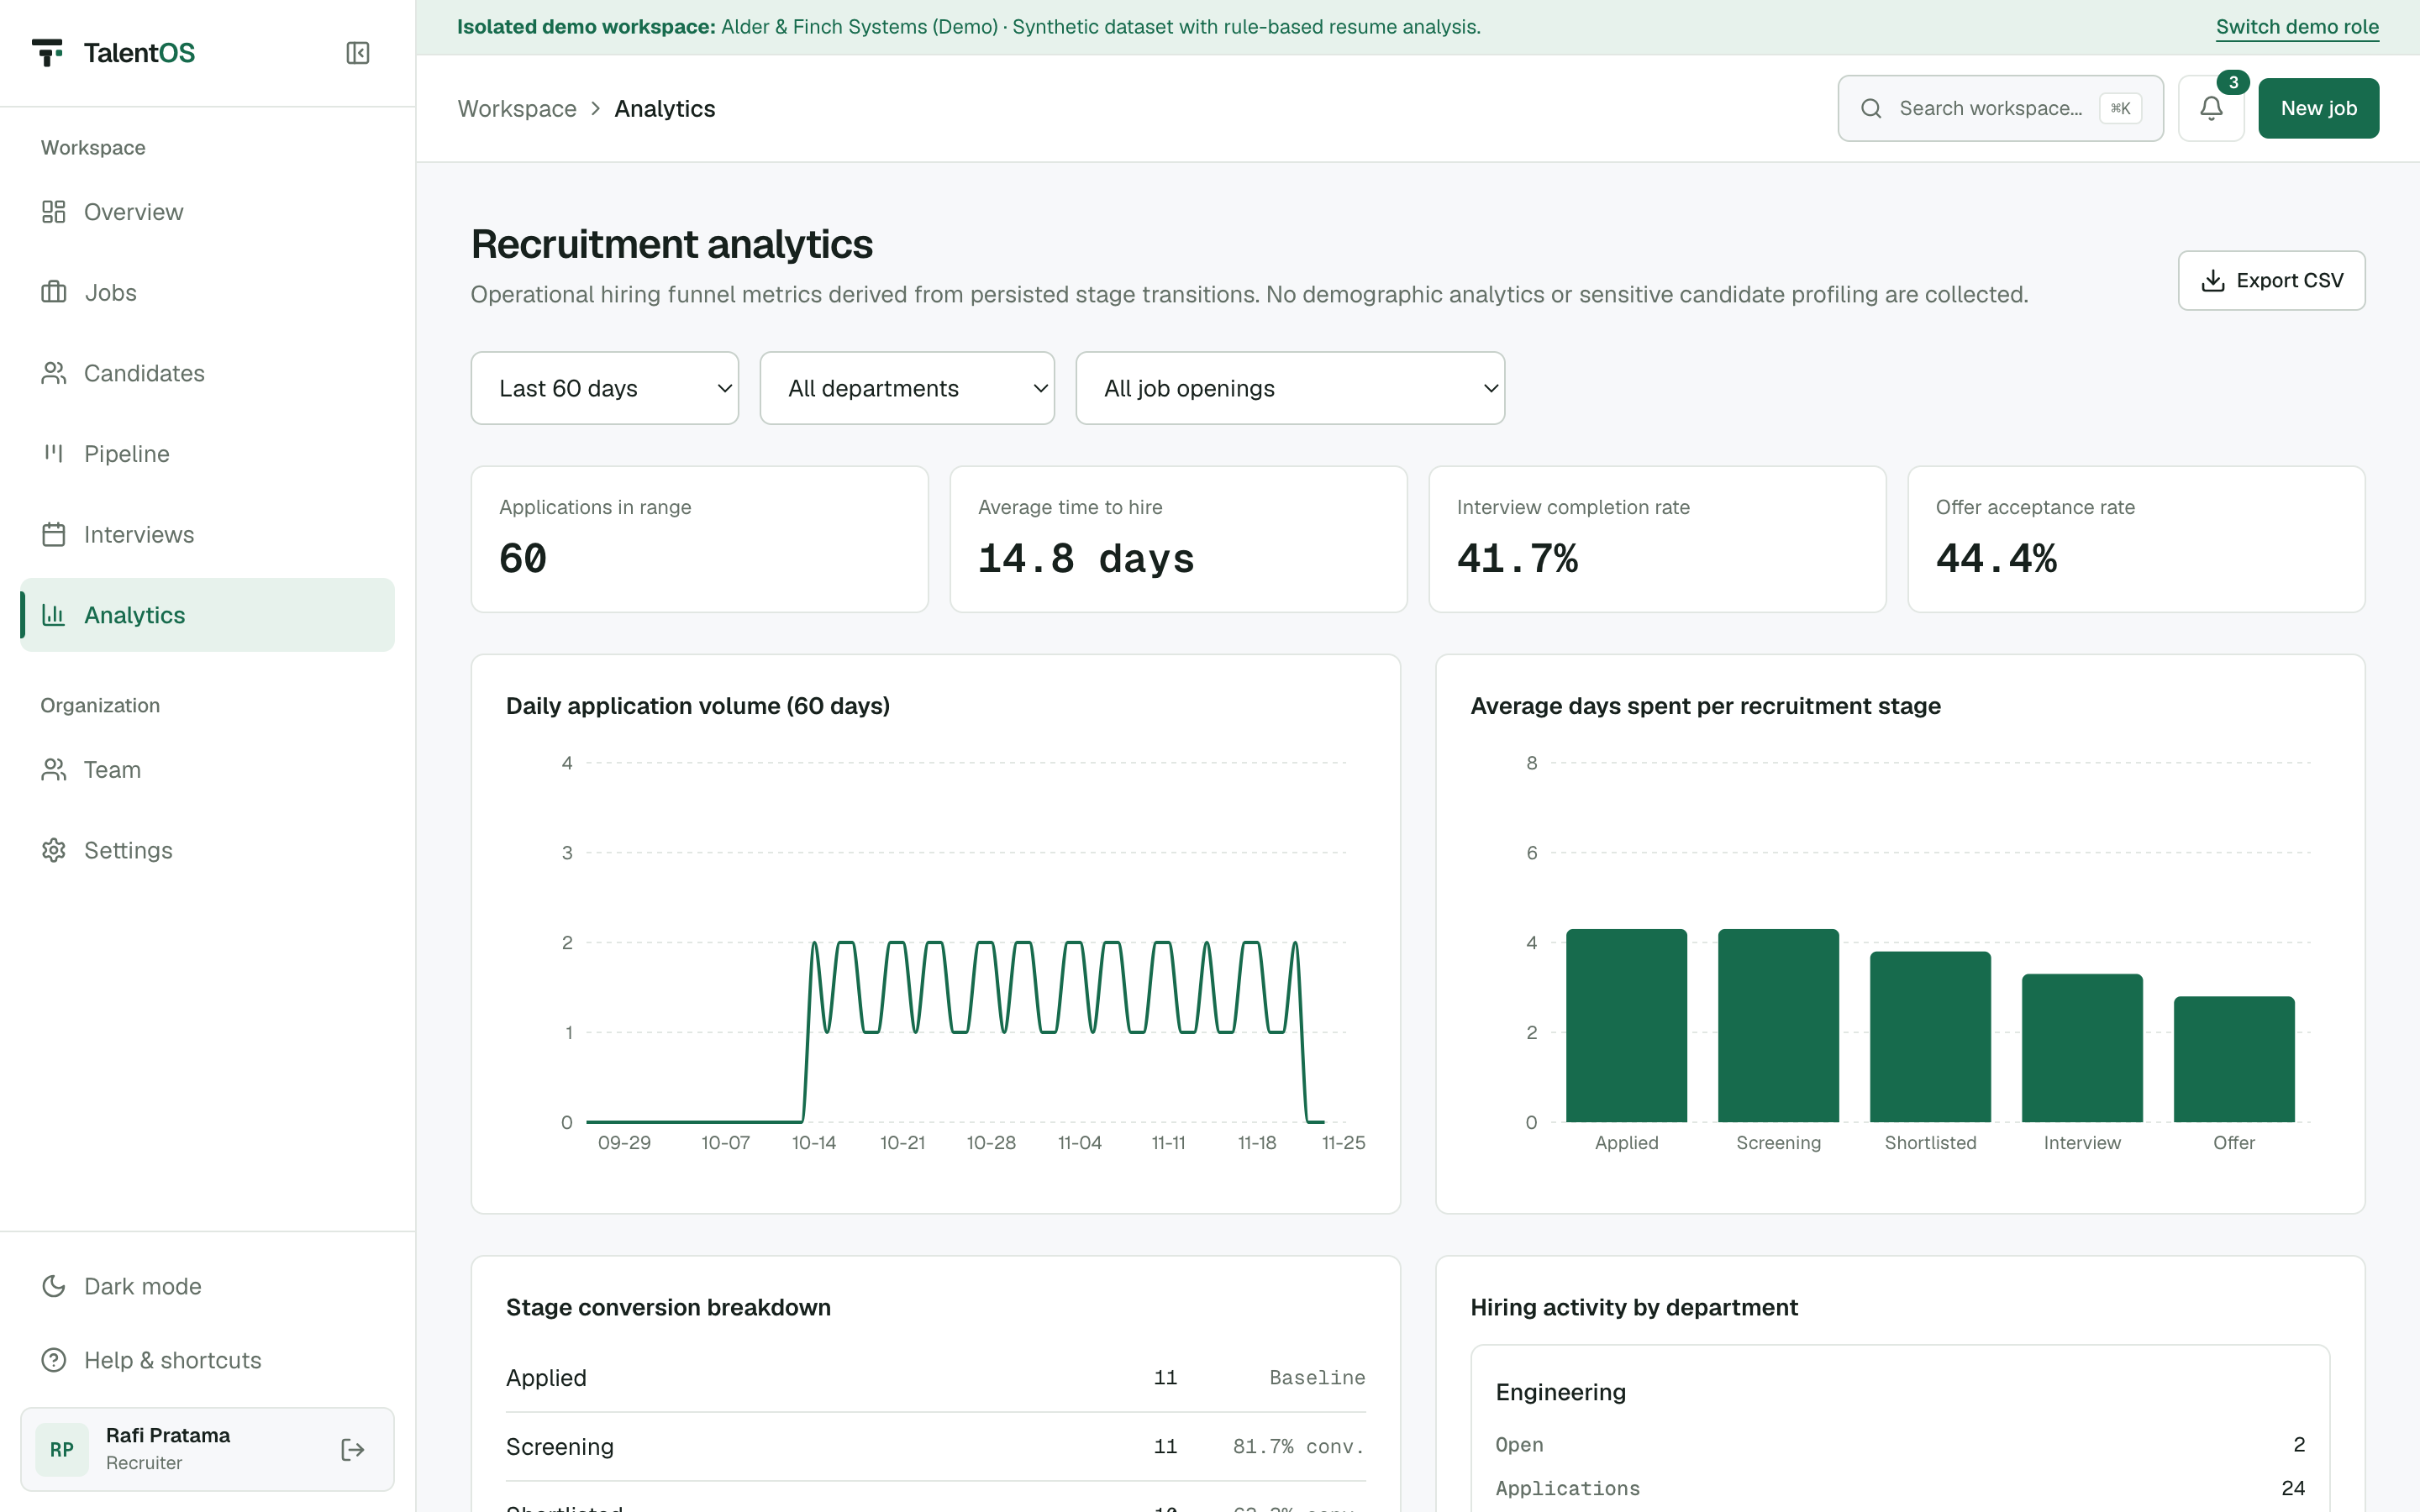 TalentOS
Workspace
Overview
Jobs
Candidates
Pipeline
Interviews
Analytics
Organization
Team
Settings
Dark mode
Help & shortcuts
RP
Rafi Pratama
Recruiter
Isolated demo workspace: Alder & Finch Systems (Demo) · Synthetic dataset with rule-based resume analysis.
Switch demo role
Workspace > Analytics
Search workspace... ⌘K
3
New job
Recruitment analytics
Operational hiring funnel metrics derived from persisted stage transitions. No demographic analytics or sensitive candidate profiling are collected.
Export CSV
Last 60 days
All departments
All job openings
Applications in range
60
Average time to hire
14.8 days
Interview completion rate
41.7%
Offer acceptance rate
44.4%
Daily application volume (60 days)
4
3
2
1
0
09-29 10-07 10-14 10-21 10-28 11-04 11-11 11-18 11-25
Average days spent per recruitment stage
8
6
4
2
0
Applied Screening Shortlisted Interview Offer
Stage conversion breakdown
Applied 11 Baseline
Screening 11 81.7% conv.
Hiring activity by department
Engineering
Open 2
Applications 24